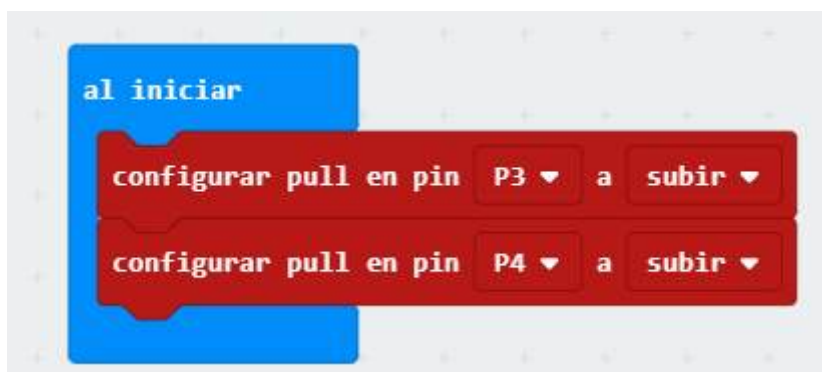 al iniciar
configurar pull en pin P3 a subir
configurar pull en pin P4 a subir